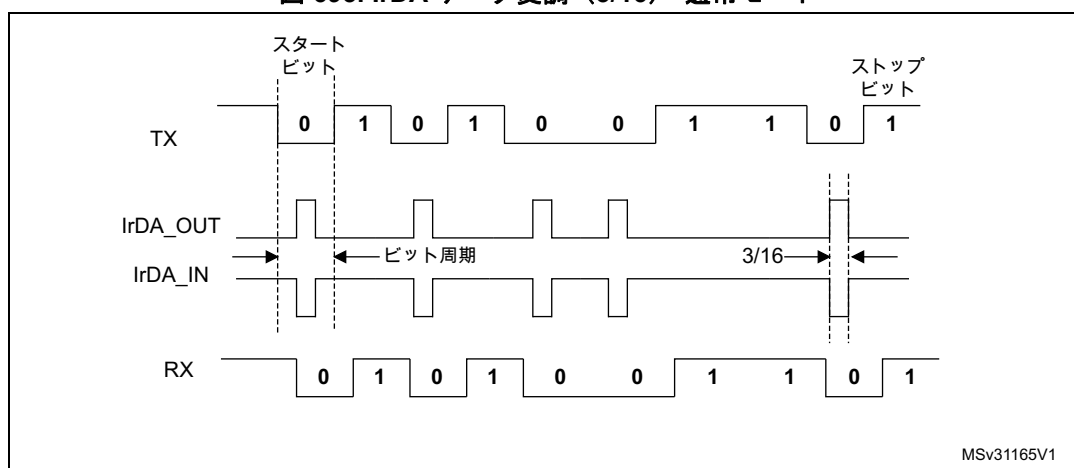 スタート
ビット
ストップ
ビット
TX
0 1 0 1 0 0 1 1 0 1
IrDA_OUT
ビット周期
3/16
IrDA_IN
RX
0 1 0 1 0 0 1 1 0 1
MSv31165V1